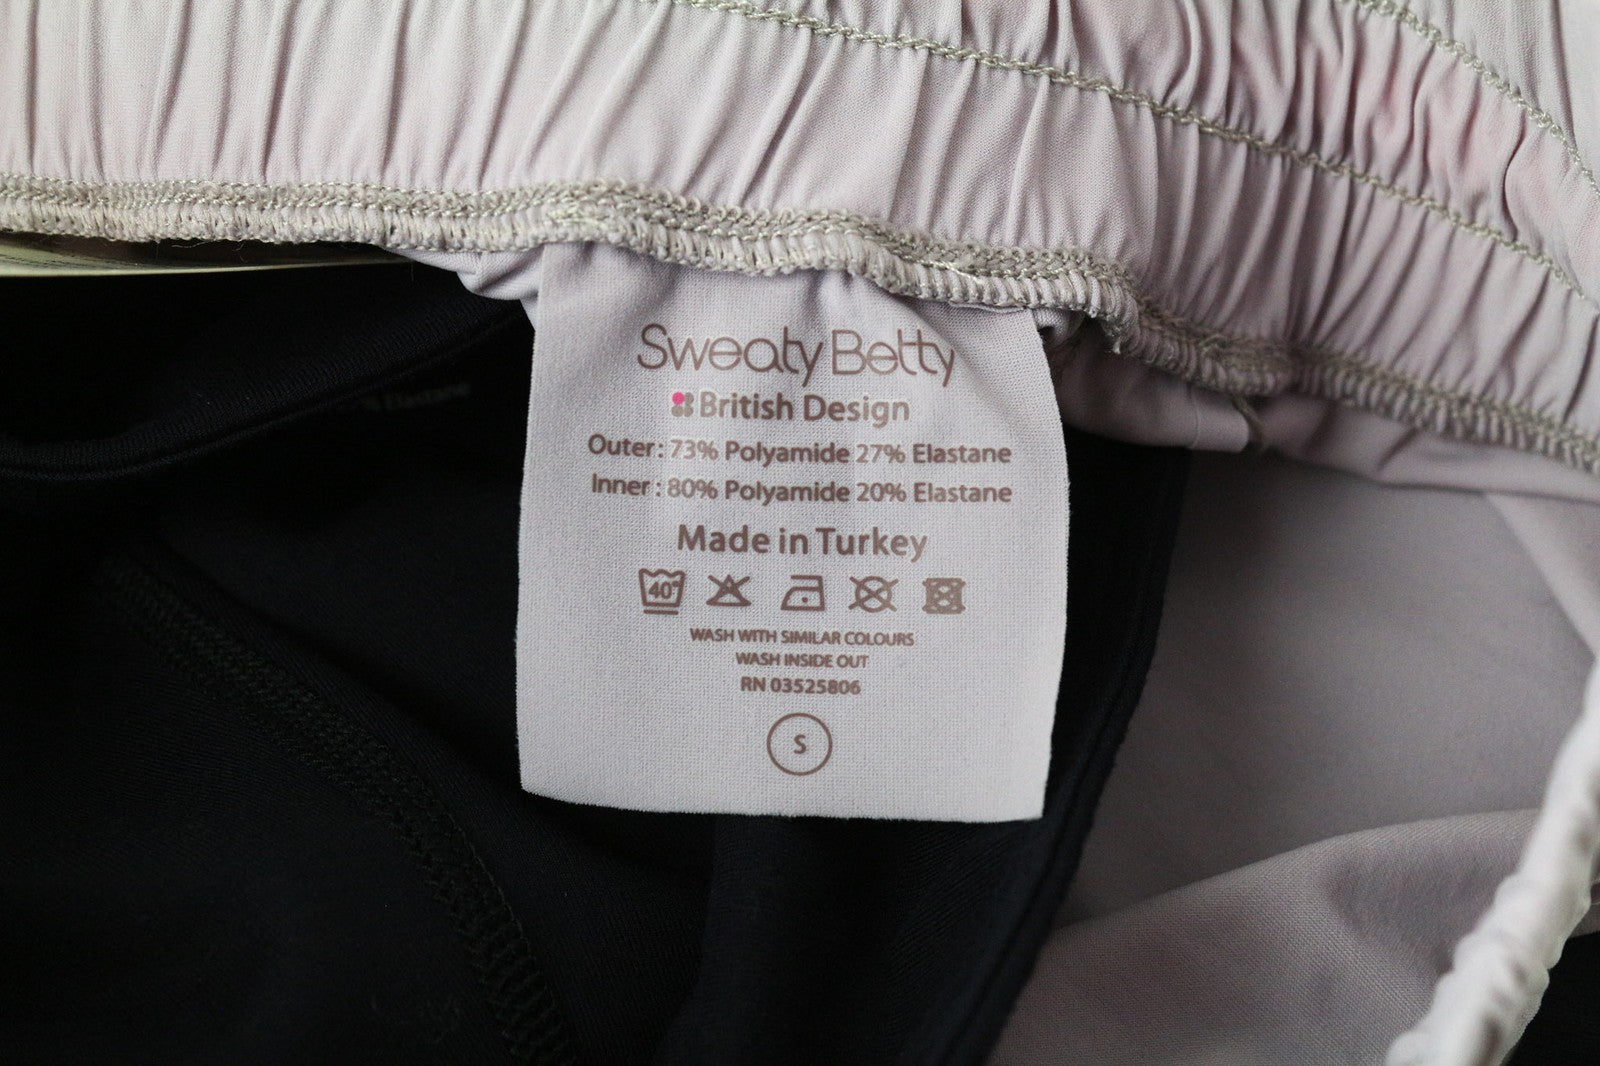 Sweaty Betty
British Design
Outer: 73% Polyamide 27% Elastane
Inner : 80% Polyamide 20% Elastane
Made in Turkey
40°
WASH WITH SIMILAR COLOURS
WASH INSIDE OUT
RN 03525806
S